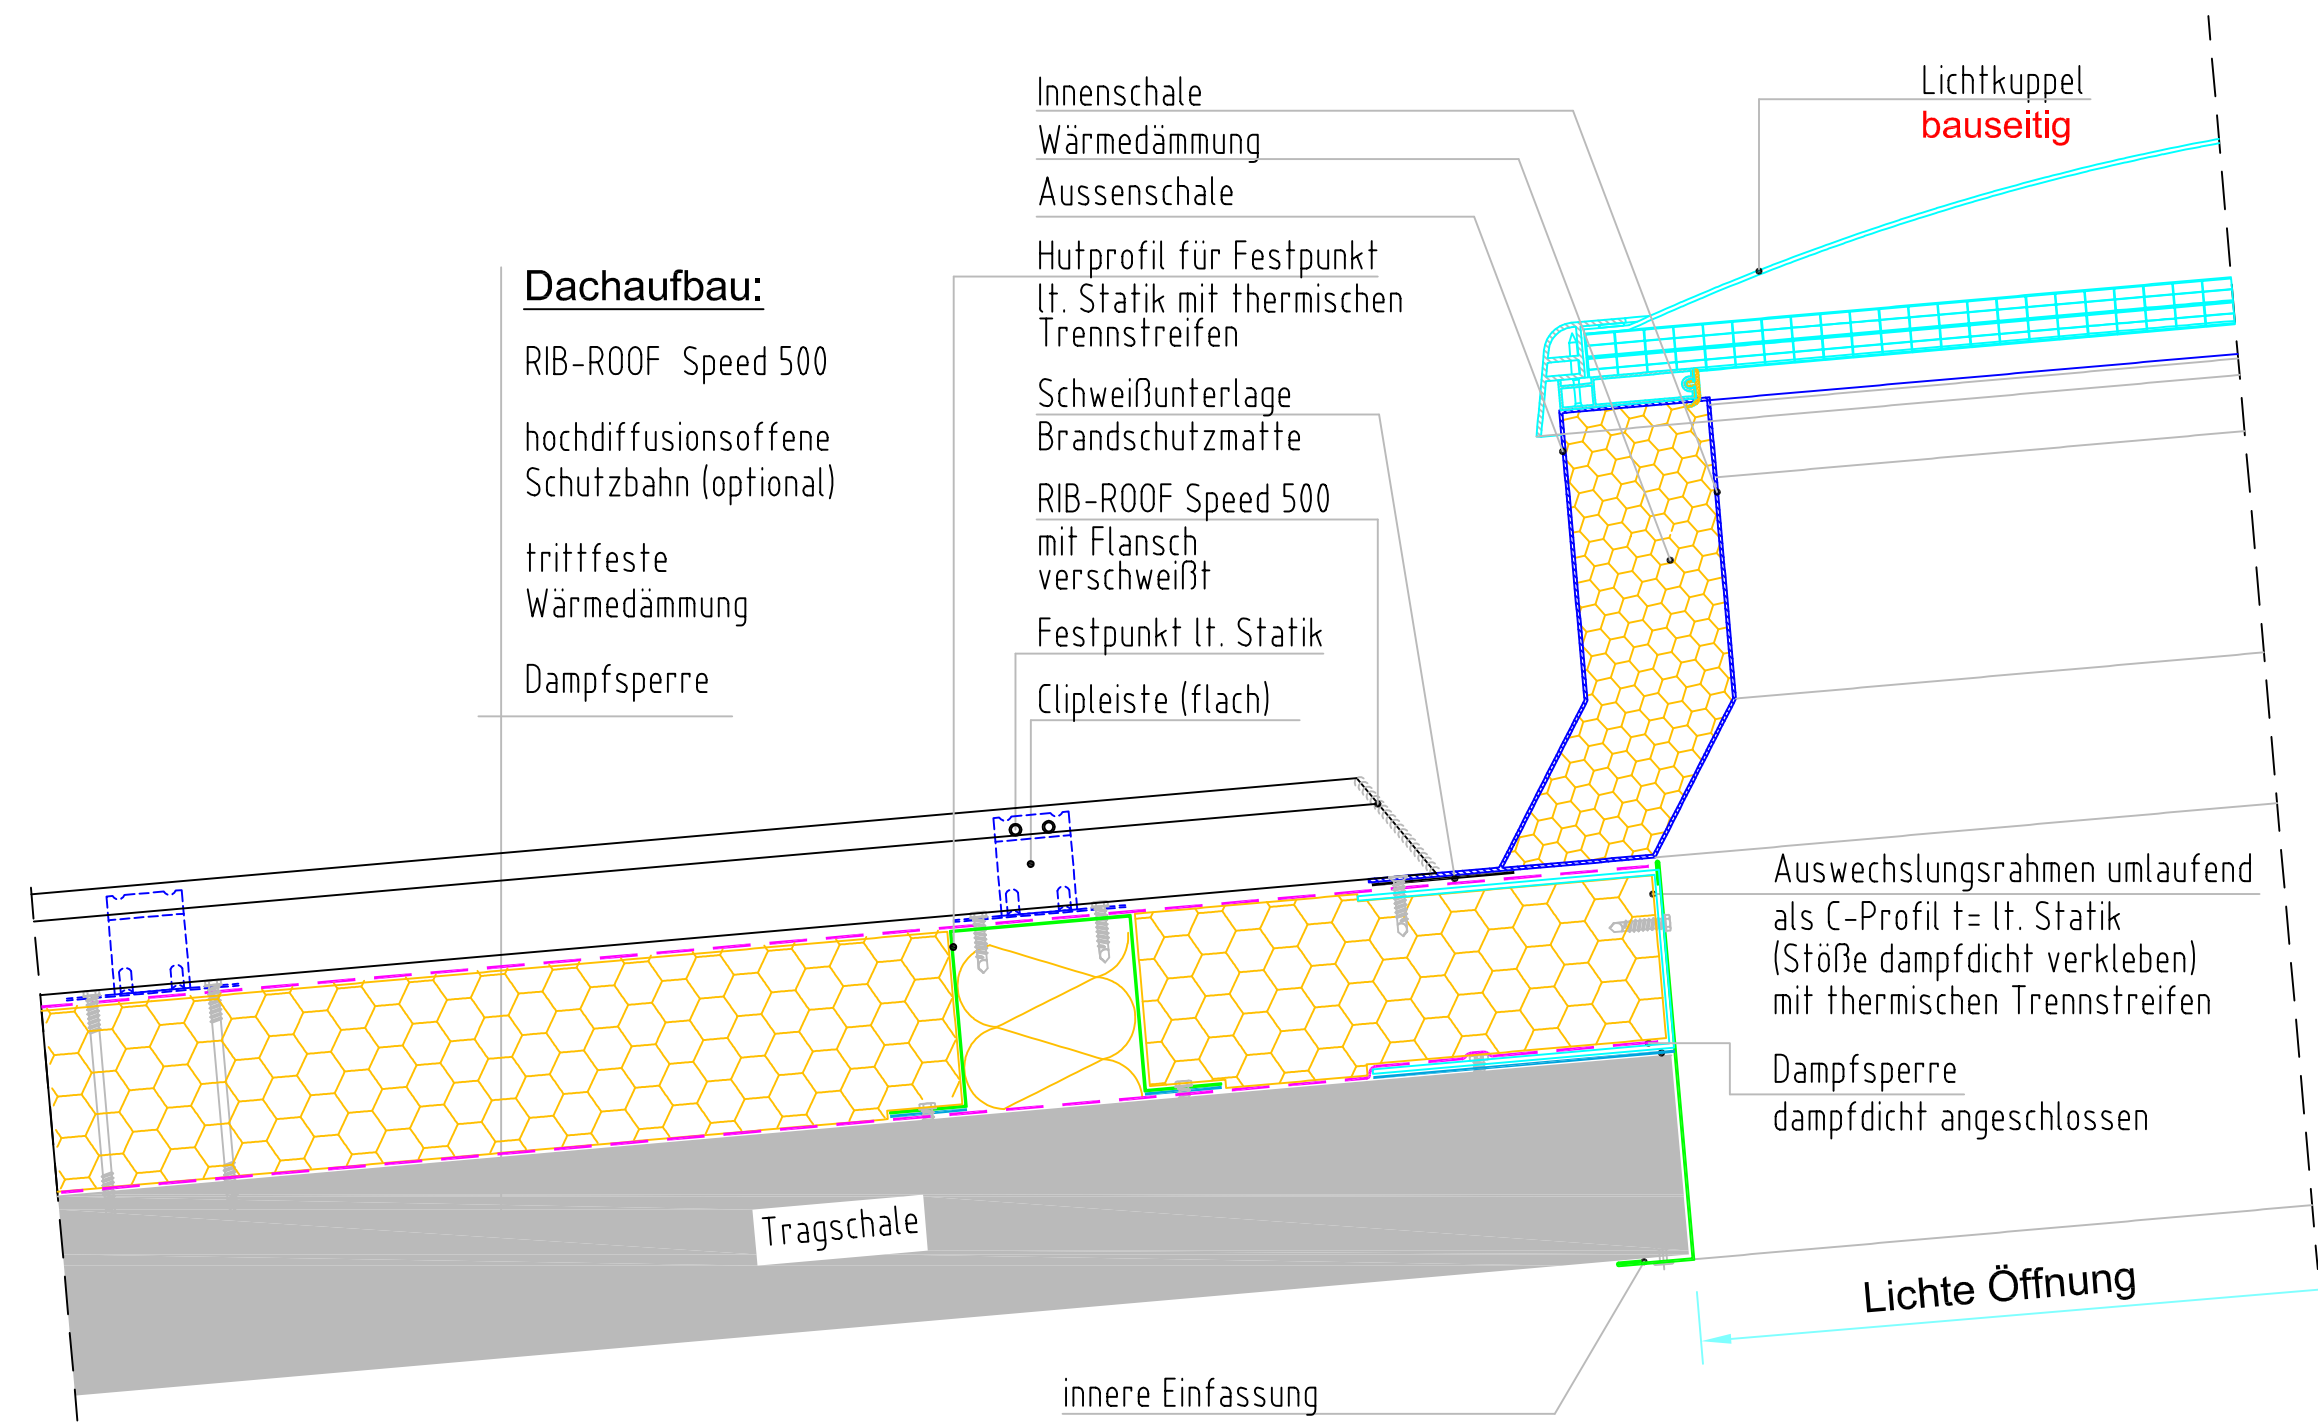 Dachaufbau:
RIB-ROOF Speed 500
hochdiffusionsoffene
Schutzbahn (optional)
trittfeste
Wärmedämmung
Dampfsperre
Innenschale
Wärmedämmung
Aussenschale
Hutprofil für Festpunkt
lt. Statik mit thermischen
Trennstreifen
Schweißunterlage
Brandschutzmatte
RIB-ROOF Speed 500
mit Flansch
verschweißt
Festpunkt lt. Statik
Clipleiste (flach)
Lichtkuppel
bauseitig
Auswechslungsrahmen umlaufend
als C-Profil t= lt. Statik
(Stöße dampfdicht verkleben)
mit thermischen Trennstreifen
Dampfsperre
dampfdicht angeschlossen
Tragschale
Lichte Öffnung
innere Einfassung